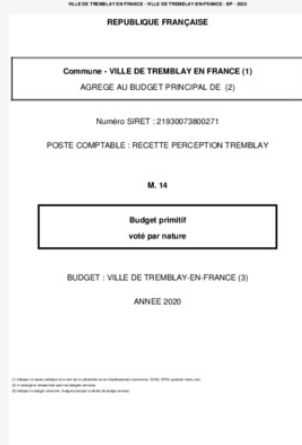 VILLE DE TREMBLAY EN FRANCE - VILLE DE TREMBLAY-EN-FRANCE - BP - 2020
REPUBLIQUE FRANÇAISE
Commune - VILLE DE TREMBLAY EN FRANCE (1)
AGREGE AU BUDGET PRINCIPAL DE (2)
Numéro SIRET : 21930073800271
POSTE COMPTABLE : RECETTE PERCEPTION TREMBLAY
M. 14
Budget primitif
voté par nature
BUDGET : VILLE DE TREMBLAY-EN-FRANCE (3)
ANNEE 2020